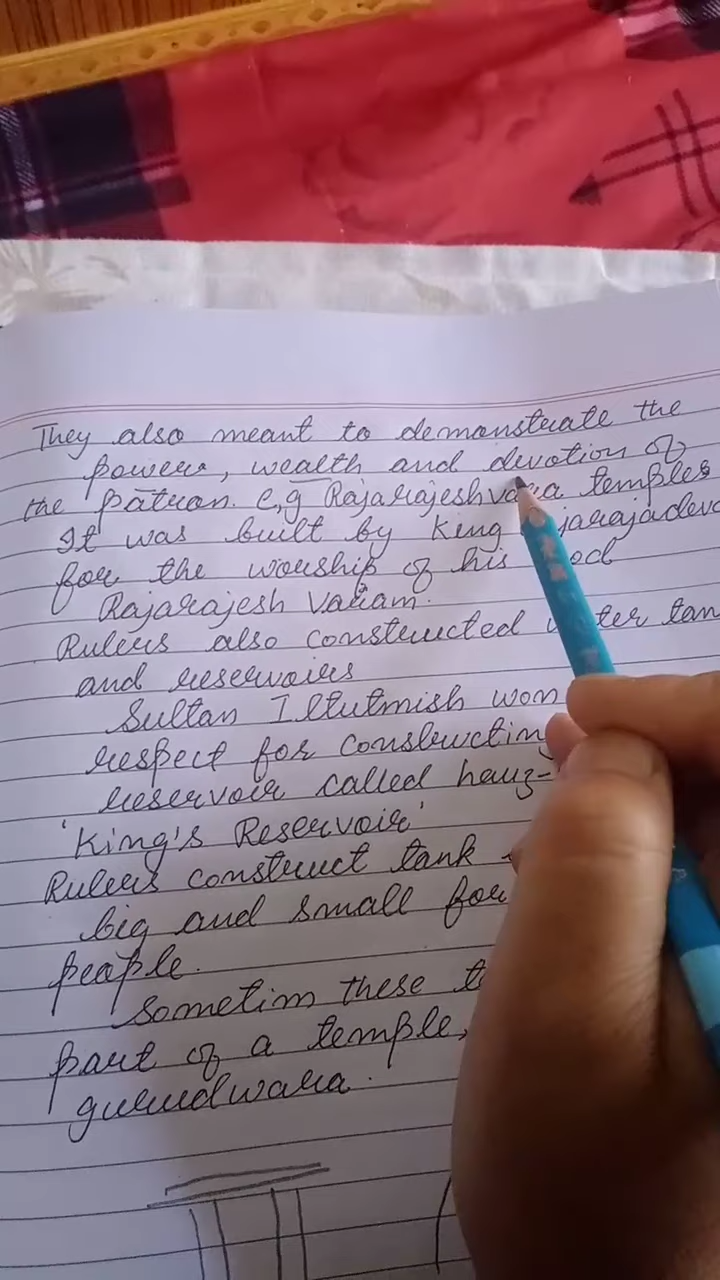 They also meant to demonstrate the
power, wealth and devotion of
the patron. e,g Rajarajeshvara temples
It was built by King
for the worship of his
Rajarajesh Varam.
Rulers also constructed
and reservoirs
Sultan Iltutmish won
respect for constructin
reservoir called hauz-
'King's Reservoir'
Rulers construct tank
big and small for
people.
Sometim these
part of a temple,
gurudwara.